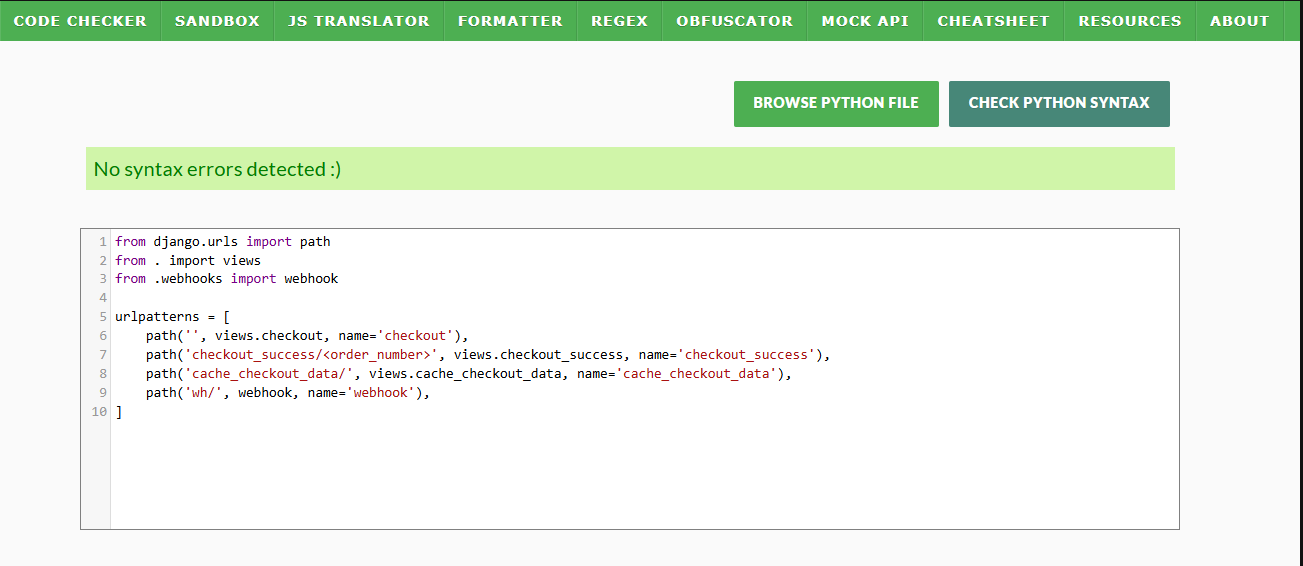 CODE CHECKER SANDBOX JS TRANSLATOR FORMATTER REGEX OBFUSCATOR MOCK API CHEATSHEET RESOURCES ABOUT
BROWSE PYTHON FILE CHECK PYTHON SYNTAX
No syntax errors detected :)
1 from django.urls import path
2 from . import views
3 from .webhooks import webhook
4
5 urlpatterns = [
6     path('', views.checkout, name='checkout'),
7     path('checkout_success/<order_number>', views.checkout_success, name='checkout_success'),
8     path('cache_checkout_data/', views.cache_checkout_data, name='cache_checkout_data'),
9     path('wh/', webhook, name='webhook'),
10 ]